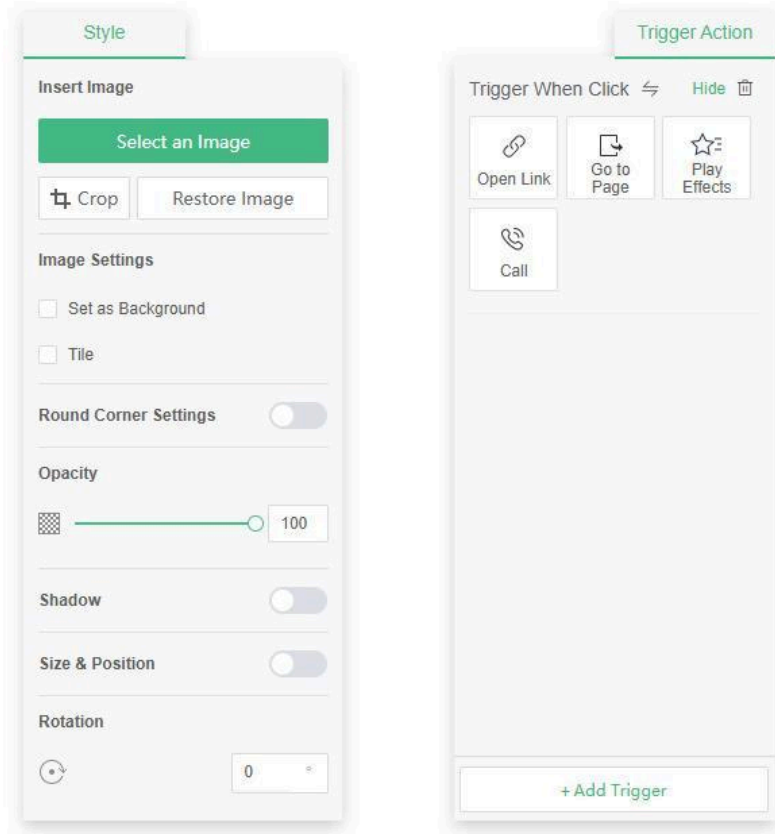 Style
Insert Image
Select an Image
Crop
Restore Image
Image Settings
Set as Background
Tile
Round Corner Settings
Opacity
100
Shadow
Size & Position
Rotation
0 °
Trigger Action
Trigger When Click
Hide
Open Link
Go to
Page
Play
Effects
Call
+ Add Trigger